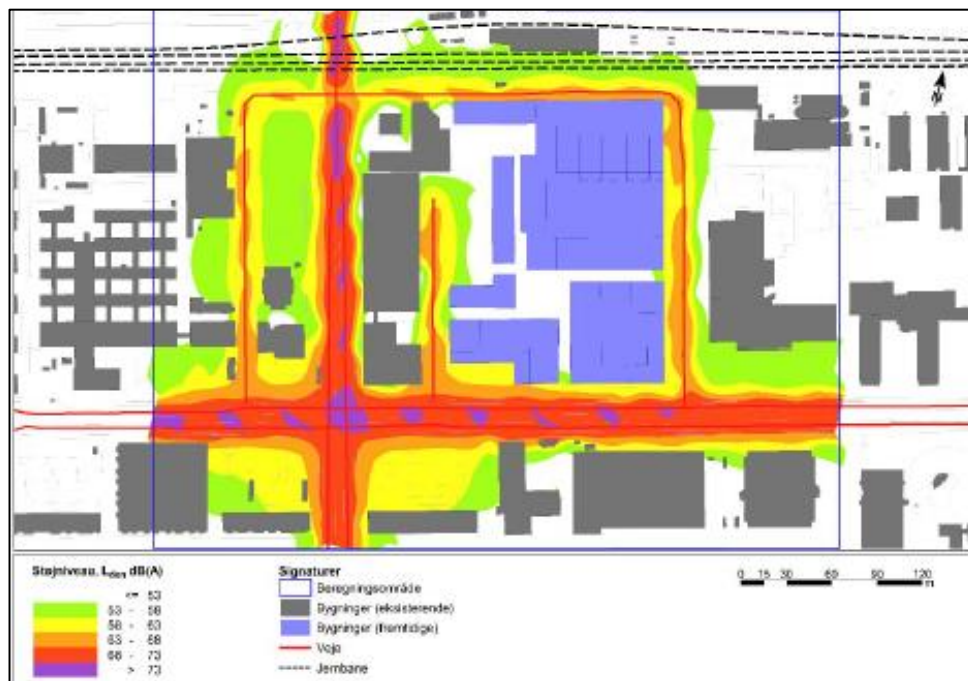 Støjniveau, Lden dB(A)
<= 53
53 - 58
58 - 63
63 - 68
68 - 73
> 73
Signaturer
Beregningsområde
Bygninger (eksisterende)
Bygninger (fremtidige)
Veje
Jernbane
0 15 30 60 90 120
m
N